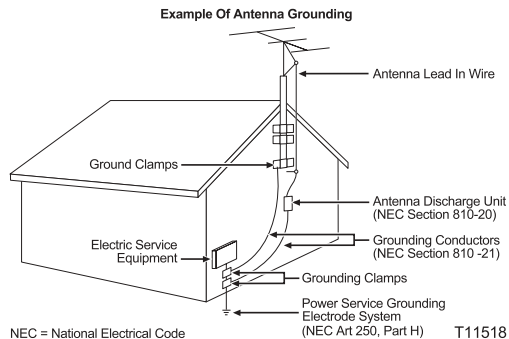 Example Of Antenna Grounding
Antenna Lead In Wire
Ground Clamps
Antenna Discharge Unit
(NEC Section 810-20)
Electric Service
Equipment
Grounding Conductors
(NEC Section 810 -21)
Grounding Clamps
Power Service Grounding
Electrode System
(NEC Art 250, Part H)
NEC = National Electrical Code
T11518